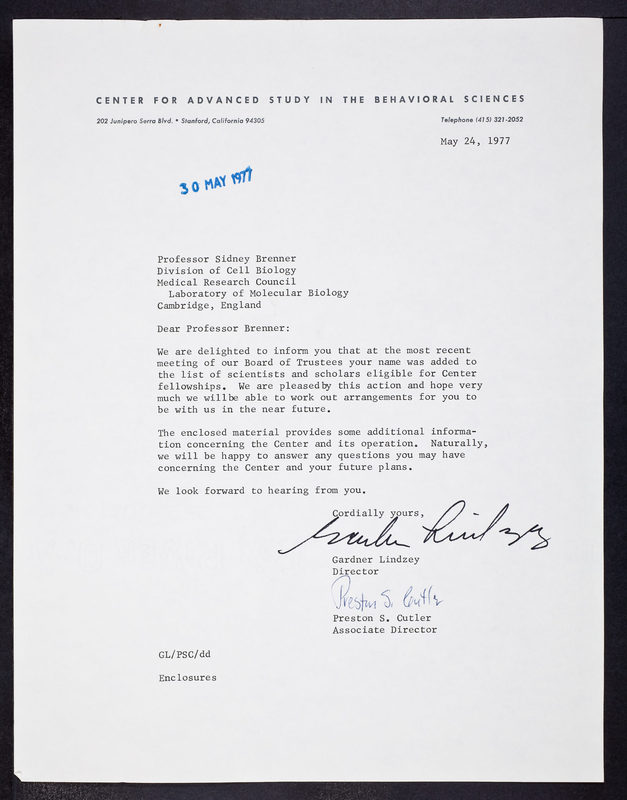 CENTER FOR ADVANCED STUDY IN THE BEHAVIORAL SCIENCES
202 Junipero Serra Blvd. • Stanford, California 94305
Telephone (415) 321-2052
May 24, 1977
30 MAY 1977
Professor Sidney Brenner
Division of Cell Biology
Medical Research Council
Laboratory of Molecular Biology
Cambridge, England
Dear Professor Brenner:
We are delighted to inform you that at the most recent
meeting of our Board of Trustees your name was added to
the list of scientists and scholars eligible for Center
fellowships. We are pleasedby this action and hope very
much we willbe able to work out arrangements for you to
be with us in the near future.
The enclosed material provides some additional informa-
tion concerning the Center and its operation. Naturally,
we will be happy to answer any questions you may have
concerning the Center and your future plans.
We look forward to hearing from you.
Cordially yours,
Gardner Lindzey
Gardner Lindzey
Director
Preston S. Cutler
Preston S. Cutler
Associate Director
GL/PSC/dd
Enclosures